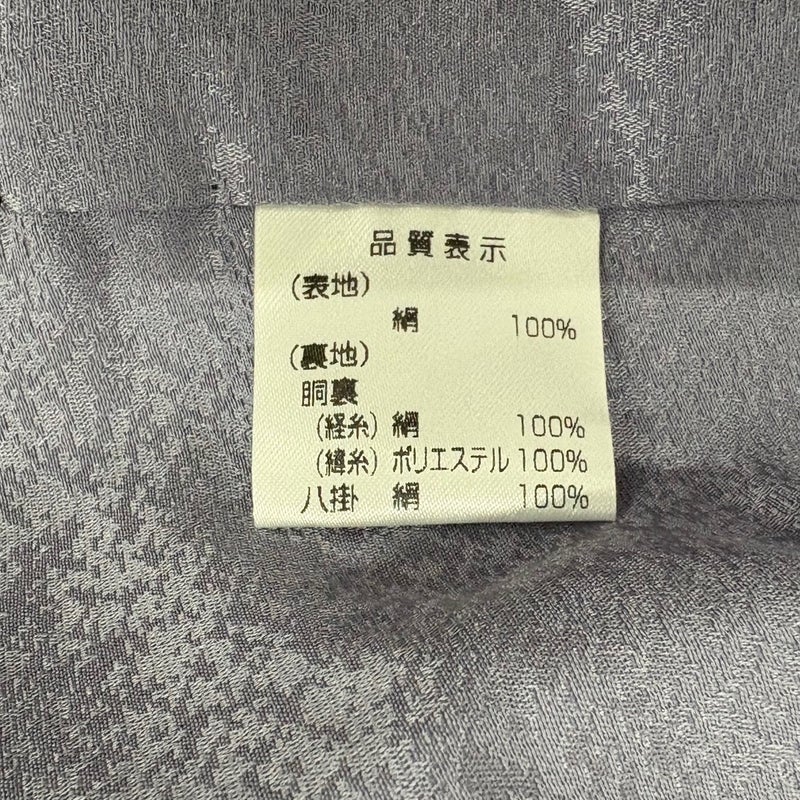 品質表示
(表地)
絹 100%
(裏地)
胴裏
(経糸) 絹 100%
(緯糸) ポリエステル 100%
八掛 絹 100%